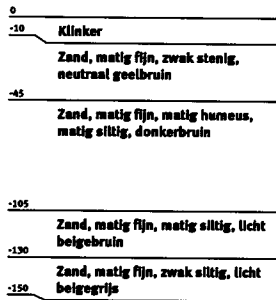 0
-10
Klinker
Zand, matig fijn, zwak stenig,
neutraal geelbruin
-45
Zand, matig fijn, matig humeus,
matig siltig, donkerbruin
-105
Zand, matig fijn, matig siltig, licht
beigebruin
-130
Zand, matig fijn, zwak siltig, licht
beigegrijs
-150